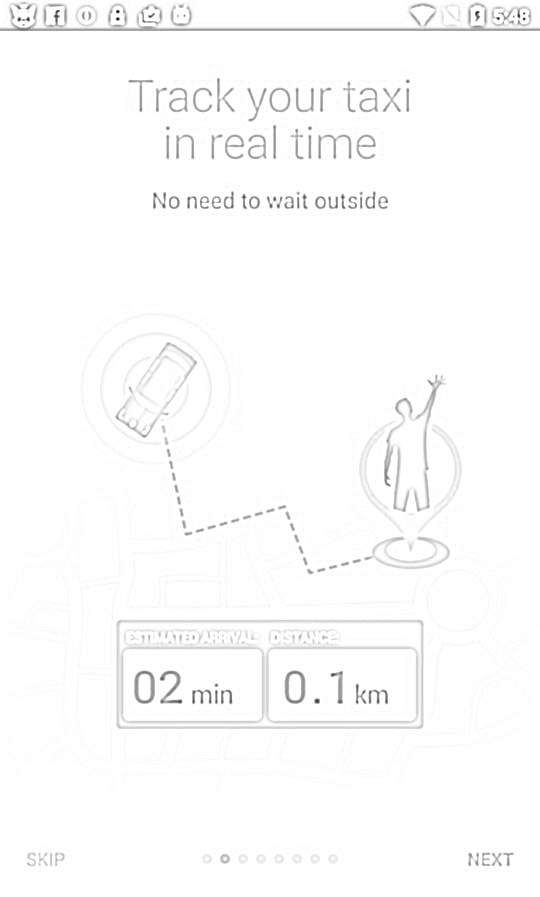 5:48
Track your taxi
in real time
No need to wait outside
ESTIMATED ARRIVAL: DISTANCE:
02 min 0.1 km
SKIP NEXT